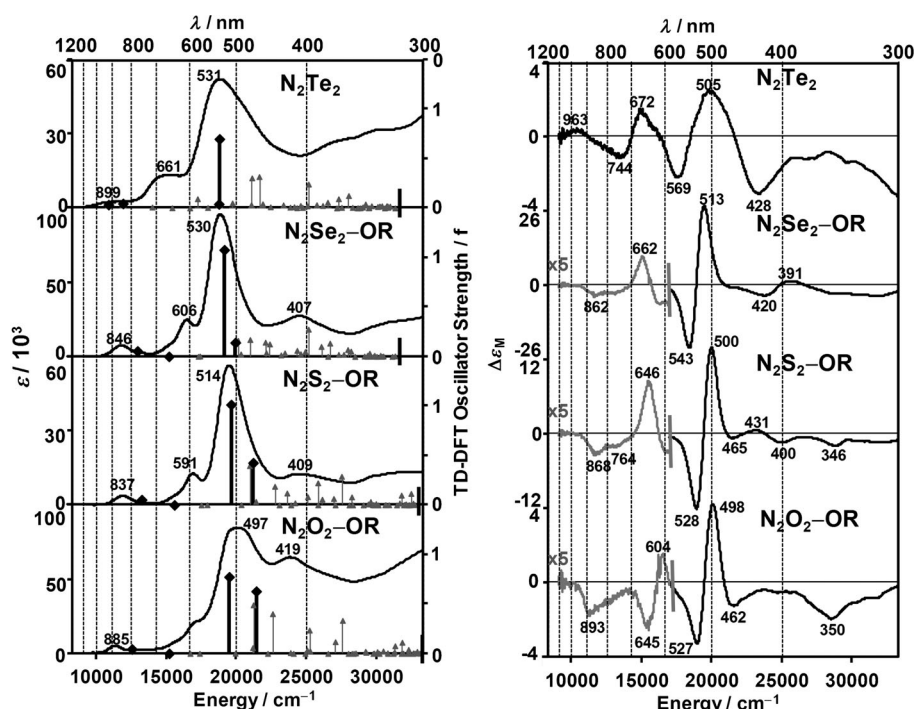 λ / nm
1200 800 600 500 400 300
60 30 0
N₂Te₂
899 661 531
0 1
100 50 0
N₂Se₂–OR
846 606 530 407
0 1
60 30 0
N₂S₂–OR
837 591 514 409
0 1
100 50 0
N₂O₂–OR
885 497 419
0 1 0
ε / 10³
TD-DFT Oscillator Strength / f
10000 15000 20000 25000 30000
Energy / cm⁻¹
λ / nm
1200 800 600 500 400 300
4 0 -4
N₂Te₂
963 744 672 569 505 428
26 0 -26
N₂Se₂–OR
x5
862 662 543 513 420 391
12 0 -12
N₂S₂–OR
x5
868 764 646 528 500 465 431 400 346
4 0 -4
N₂O₂–OR
x5
893 645 604 527 498 462 350
Δε_M
10000 15000 20000 25000 30000
Energy / cm⁻¹